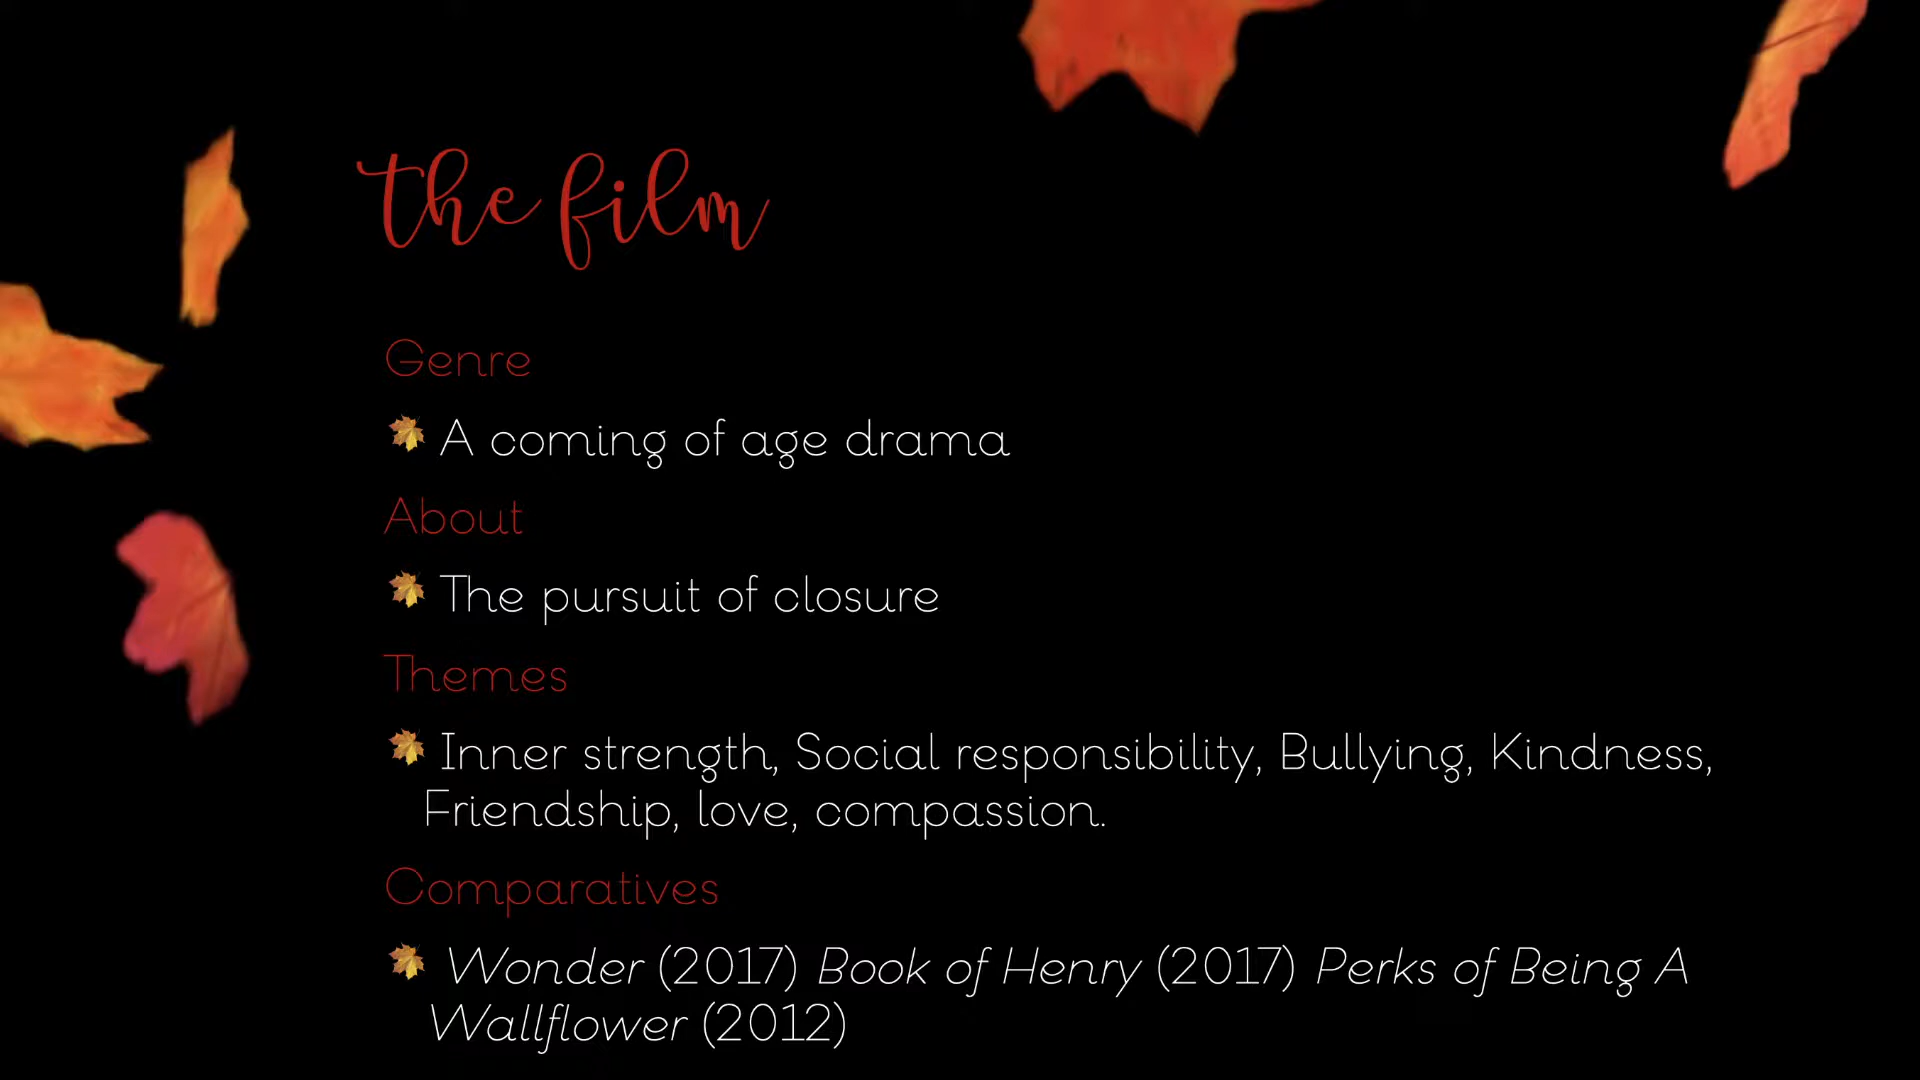 the film
Genre
A coming of age drama
About
The pursuit of closure
Themes
Inner strength, Social responsibility, Bullying, Kindness,
Friendship, love, compassion.
Comparatives
Wonder (2017) Book of Henry (2017) Perks of Being A
Wallflower (2012)